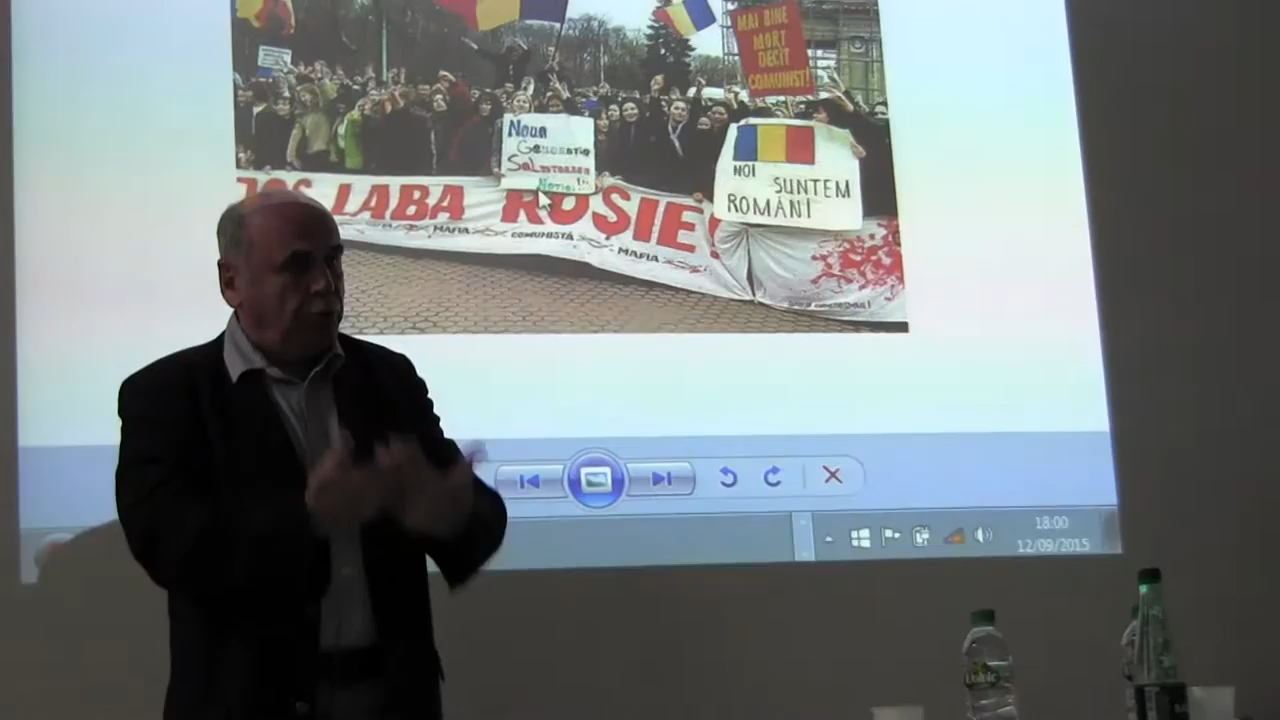 MAI BINE
MORT
DECÎT
COMUNIST!
Noua
Generatie
NOI
SUNTEM
ROMÂNI
JOS LABA ROȘIE!
MAFIA
COMUNISTĂ
MAFIA
18:00
12/09/2015